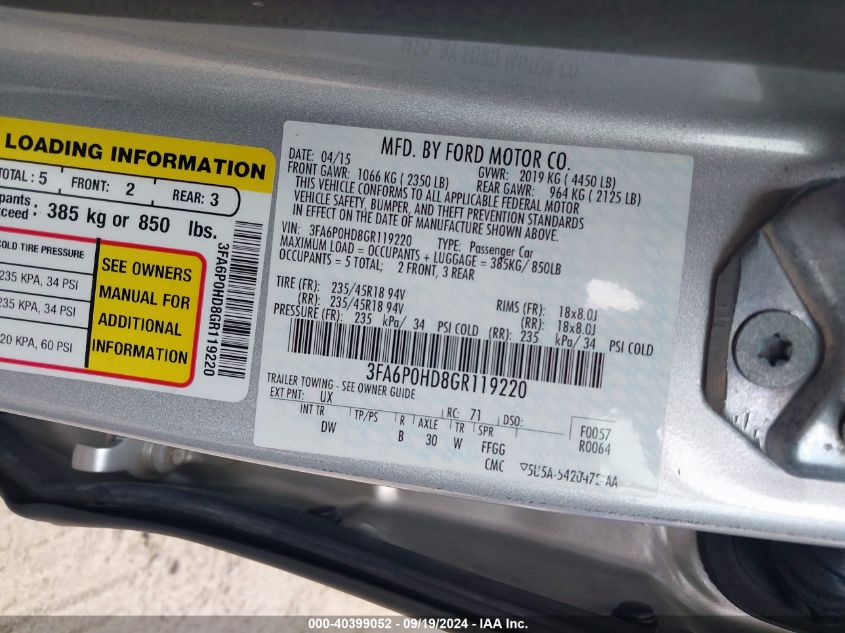 MFD. BY FORD MOTOR CO.
LOADING INFORMATION
TOTAL : 5 FRONT: 2 REAR: 3
385 kg or 850 lbs.
COLD TIRE PRESSURE
235 KPA, 34 PSI
235 KPA, 34 PSI
KPA, 60 PSI
SEE OWNERS
MANUAL FOR
ADDITIONAL
INFORMATION
3FA6P0HD8GR119220
MFD. BY FORD MOTOR CO.
DATE: 04/15 GVWR: 2019 KG ( 4450 LB)
FRONT GAWR: 1066 KG ( 2350 LB) REAR GAWR: 964 KG ( 2125 LB)
THIS VEHICLE CONFORMS TO ALL APPLICABLE FEDERAL MOTOR
VEHICLE SAFETY, BUMPER, AND THEFT PREVENTION STANDARDS
IN EFFECT ON THE DATE OF MANUFACTURE SHOWN ABOVE.
VIN: 3FA6P0HD8GR119220 TYPE: Passenger Car
MAXIMUM LOAD = OCCUPANTS + LUGGAGE = 385KG/ 850LB
OCCUPANTS = 5 TOTAL; 2 FRONT, 3 REAR
TIRE (FR): 235/45R18 94V RIMS (FR): 18x8.0J
(RR): 235/45R18 94V (RR): 18x8.0J
PRESSURE (FR): 235 kPa/ 34 PSI COLD (RR): 235 kPa/ 34 PSI COLD
3FA6P0HD8GR119220
TRAILER TOWING - SEE OWNER GUIDE
EXT PNT: UX RC: 71 DSO: F0057
INT TR TP/PS R AXLE TR SPR R0064
DW B 30 W FFGG
CMC
000-40399052 - 09/19/2024 - IAA Inc.